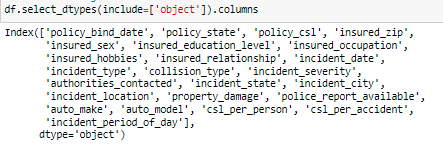 df.select_dtypes(include=['object']).columns
Index(['policy_bind_date', 'policy_state', 'policy_csl', 'insured_zip',
'insured_sex', 'insured_education_level', 'insured_occupation',
'insured_hobbies', 'insured_relationship', 'incident_date',
'incident_type', 'collision_type', 'incident_severity',
'authorities_contacted', 'incident_state', 'incident_city',
'incident_location', 'property_damage', 'police_report_available',
'auto_make', 'auto_model', 'csl_per_person', 'csl_per_accident',
'incident_period_of_day'],
dtype='object')